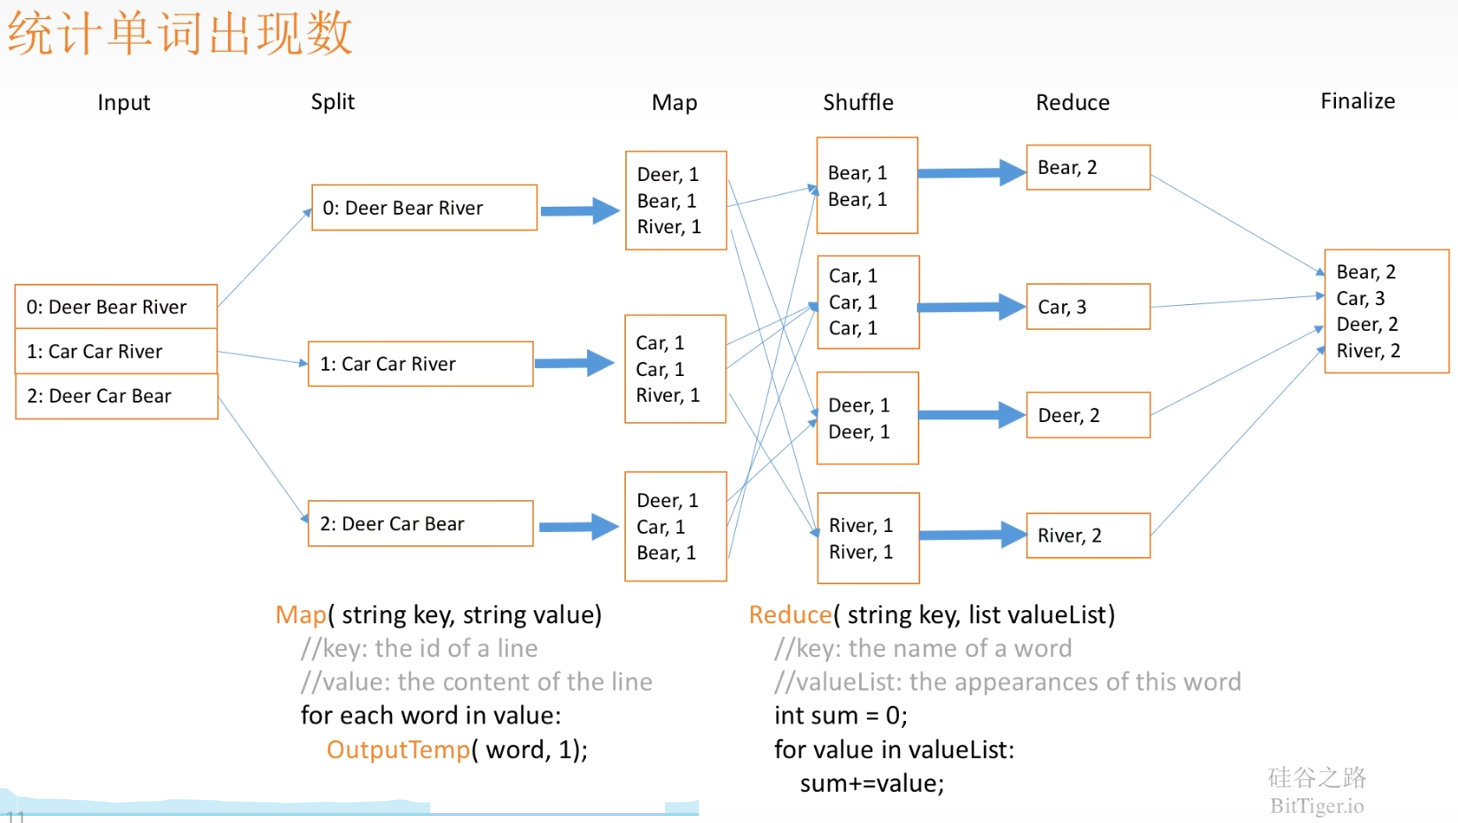 统计单词出现数
Input
Split
Map
Shuffle
Reduce
Finalize
0: Deer Bear River
1: Car Car River
2: Deer Car Bear
0: Deer Bear River
1: Car Car River
2: Deer Car Bear
Deer, 1
Bear, 1
River, 1
Car, 1
Car, 1
River, 1
Deer, 1
Car, 1
Bear, 1
Bear, 1
Bear, 1
Car, 1
Car, 1
Car, 1
Deer, 1
Deer, 1
River, 1
River, 1
Bear, 2
Car, 3
Deer, 2
River, 2
Bear, 2
Car, 3
Deer, 2
River, 2
Map( string key, string value)
//key: the id of a line
//value: the content of the line
for each word in value:
OutputTemp( word, 1);
Reduce( string key, list valueList)
//key: the name of a word
//valueList: the appearances of this word
int sum = 0;
for value in valueList:
sum+=value;
硅谷之路
BitTiger.io
11